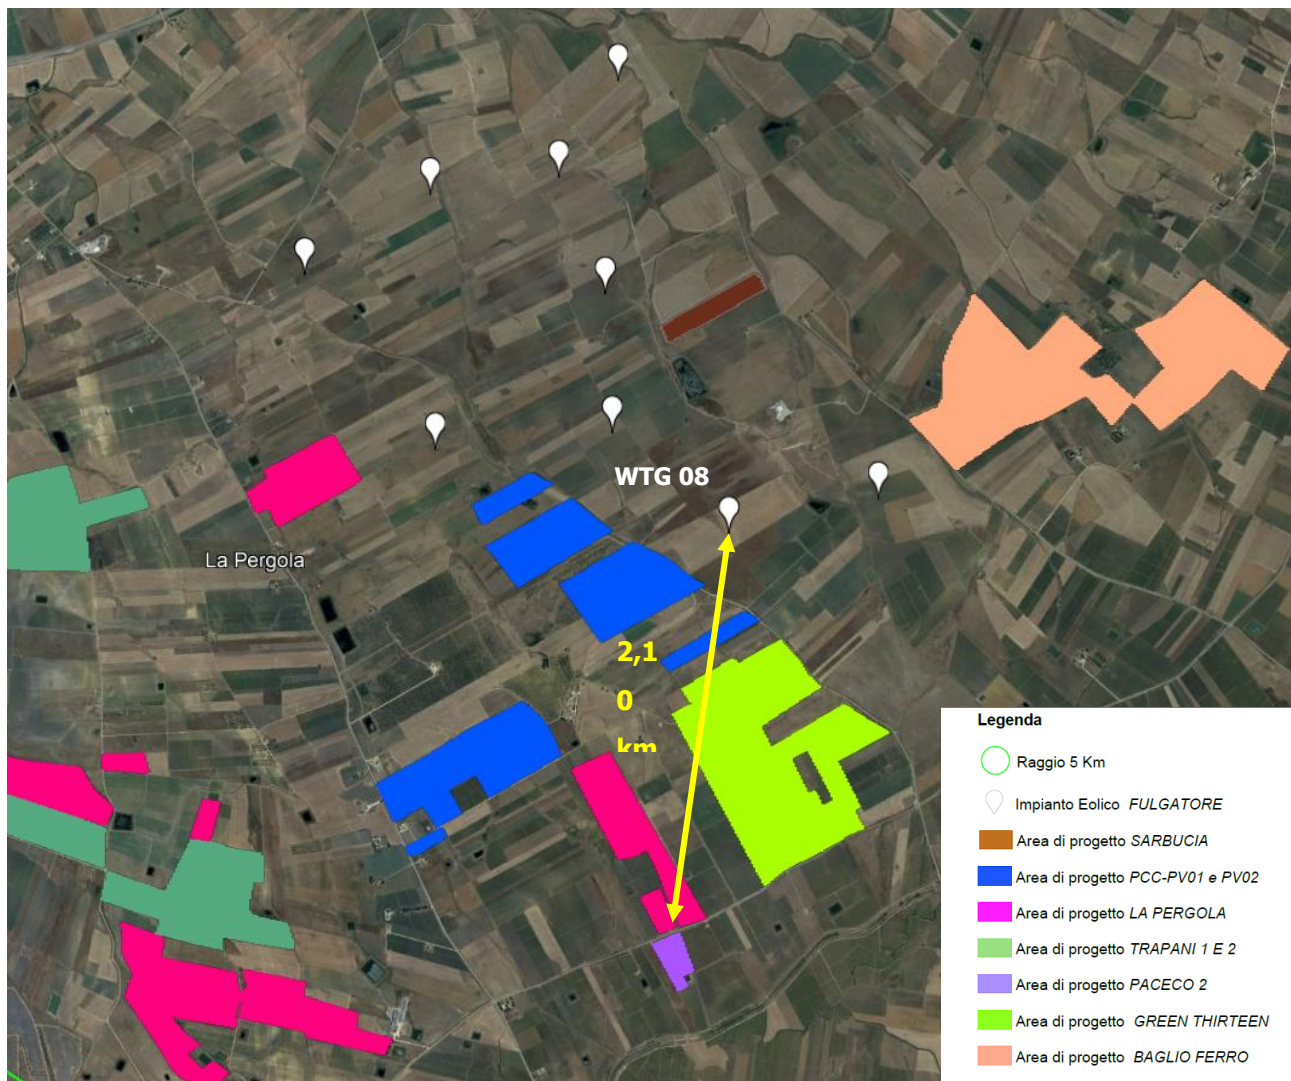 WTG 08
La Pergola
2,1
0
km
Legenda
Raggio 5 Km
Impianto Eolico FULGATORE
Area di progetto SARBUCIA
Area di progetto PCC-PV01 e PV02
Area di progetto LA PERGOLA
Area di progetto TRAPANI 1 E 2
Area di progetto PACECO 2
Area di progetto GREEN THIRTEEN
Area di progetto BAGLIO FERRO